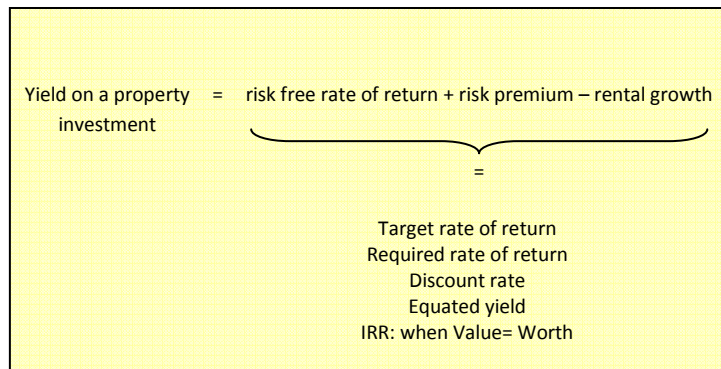 Yield on a property = risk free rate of return + risk premium – rental growth
investment
=
Target rate of return
Required rate of return
Discount rate
Equated yield
IRR: when Value= Worth